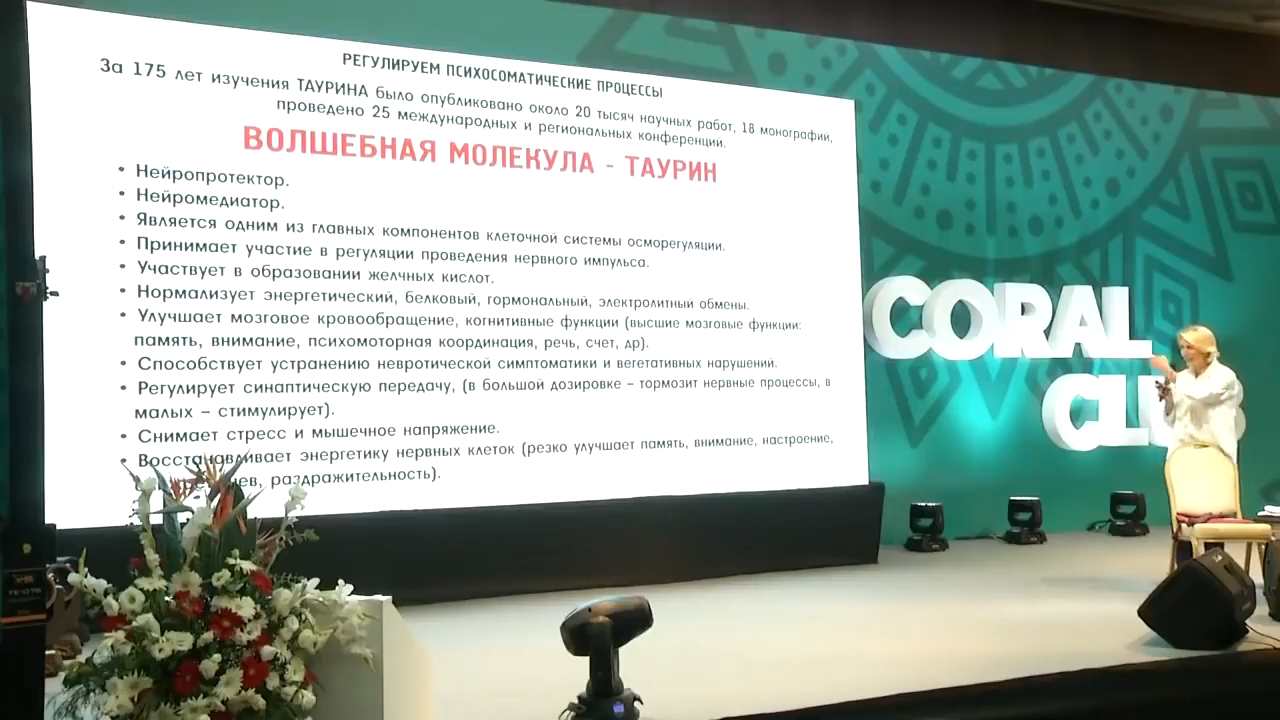 РЕГУЛИРУЕМ ПСИХОСОМАТИЧЕСКИЕ ПРОЦЕССЫ
За 175 лет изучения ТАУРИНА было опубликовано около 20 тысяч научных работ, 18 монографии,
проведено 25 международных и региональных конференций.
ВОЛШЕБНАЯ МОЛЕКУЛА - ТАУРИН
• Нейропротектор.
• Нейромедиатор.
• Является одним из главных компонентов клеточной системы осморегуляции.
• Принимает участие в регуляции проведения нервного импульса.
• Участвует в образовании желчных кислот.
• Нормализует энергетический, белковый, гормональный, электролитный обмены.
• Улучшает мозговое кровообращение, когнитивные функции (высшие мозговые функции:
память, внимание, психомоторная координация, речь, счет, др).
• Способствует устранению невротической симптоматики и вегетативных нарушений.
• Регулирует синаптическую передачу, (в большой дозировке – тормозит нервные процессы, в
малых – стимулирует).
• Снимает стресс и мышечное напряжение.
• Восстанавливает энергетику нервных клеток (резко улучшает память, внимание, настроение,
раздражительность).
CORAL
CLU